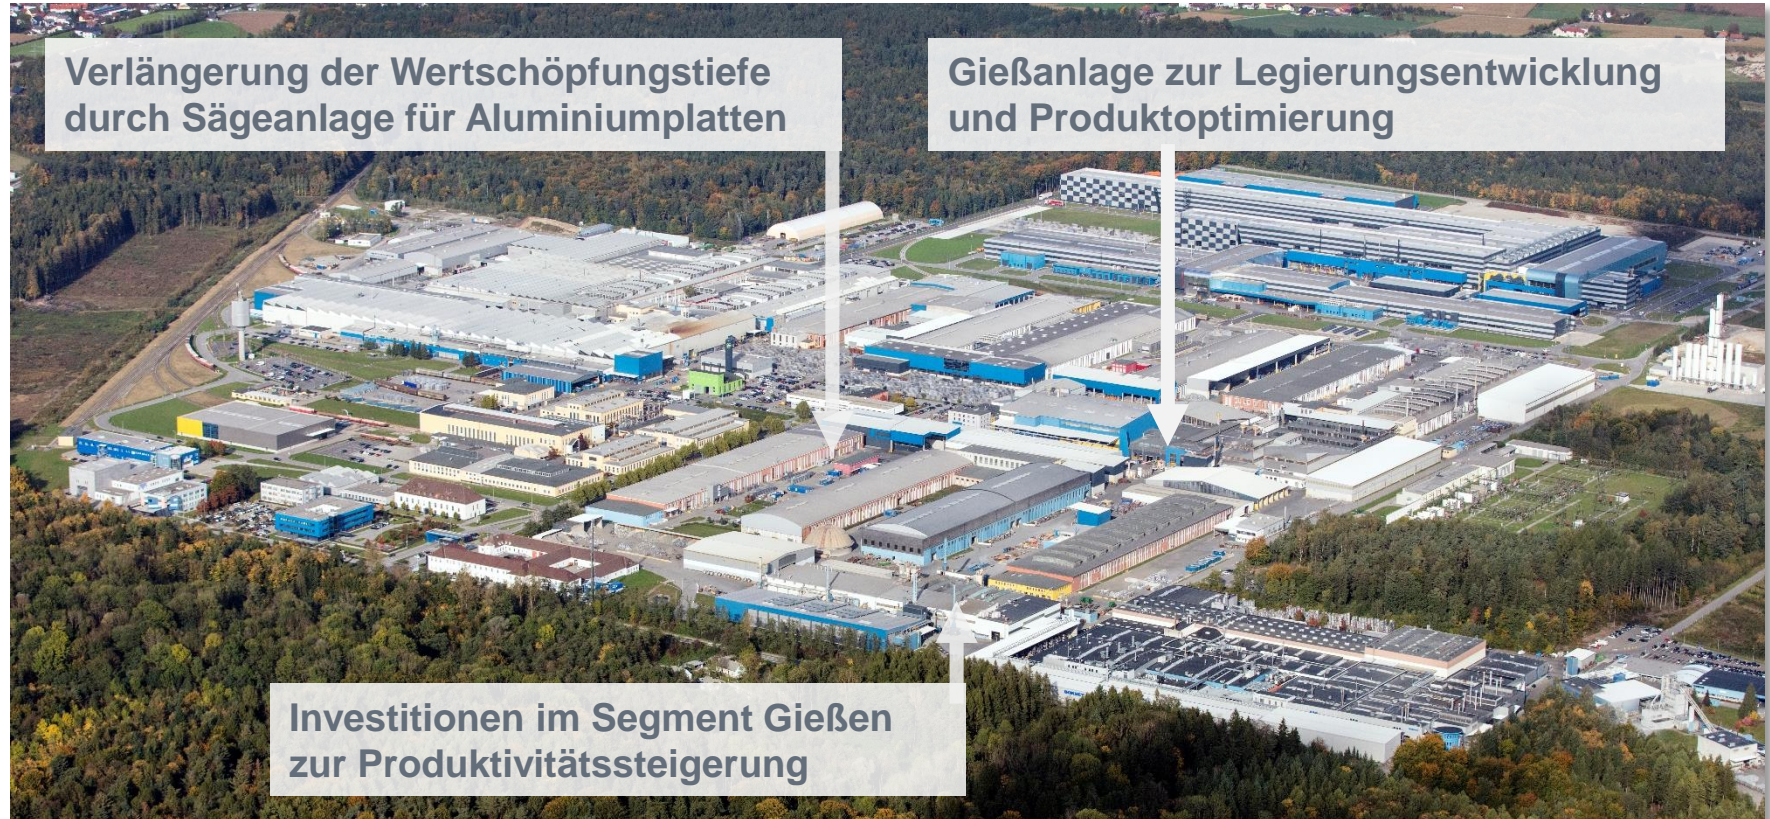 Verlängerung der Wertschöpfungstiefe
durch Sägeanlage für Aluminiumplatten
Gießanlage zur Legierungsentwicklung
und Produktoptimierung
Investitionen im Segment Gießen
zur Produktivitätssteigerung